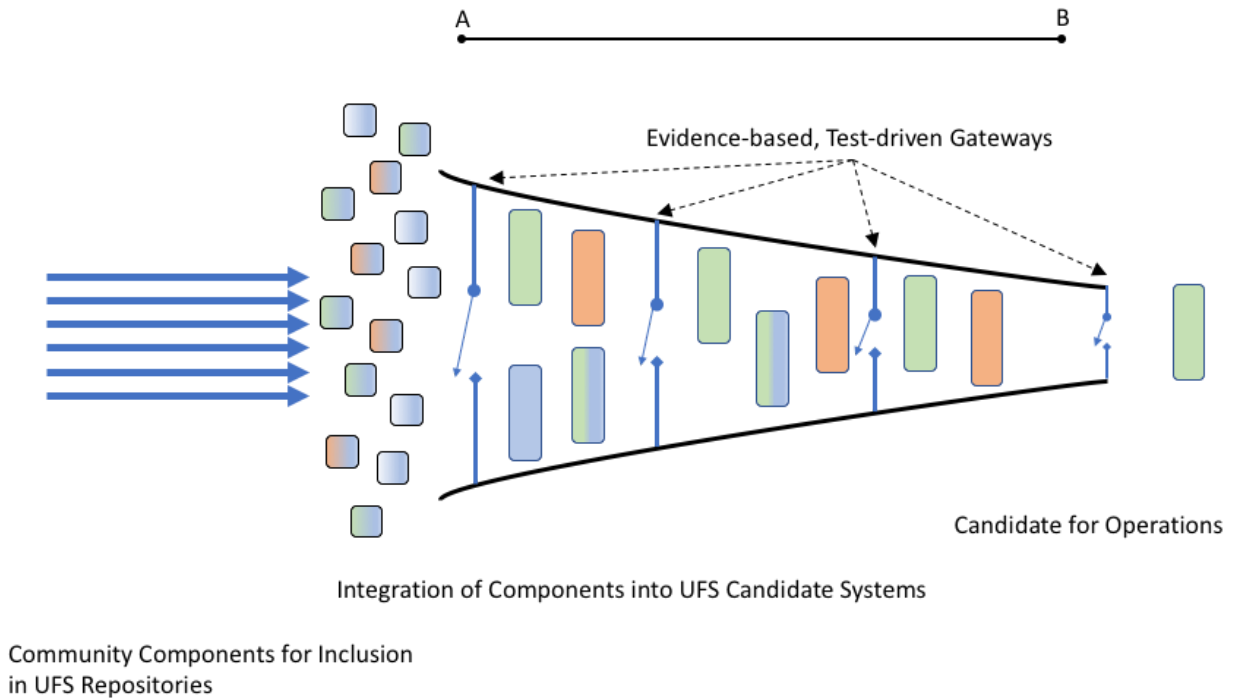 A
B
Evidence-based, Test-driven Gateways
Candidate for Operations
Integration of Components into UFS Candidate Systems
Community Components for Inclusion
in UFS Repositories